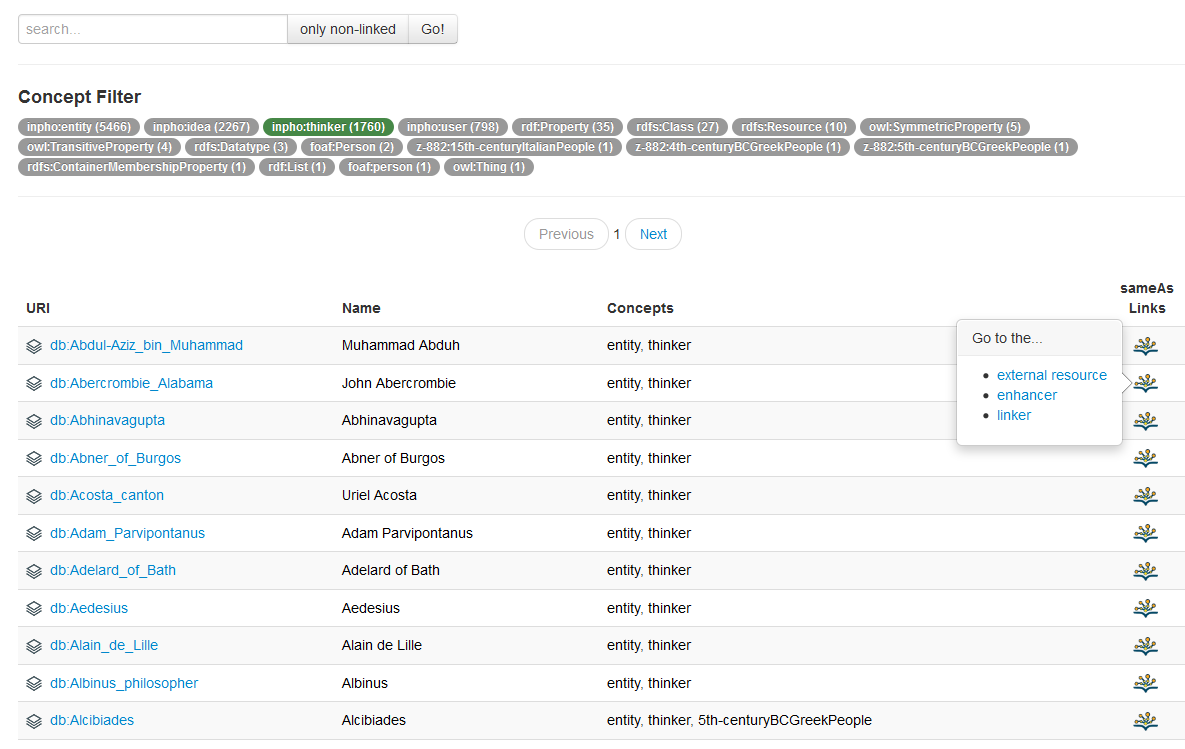 search... only non-linked Go!
Concept Filter
inpho:entity (5466) inpho:idea (2267) inpho:thinker (1760) inpho:user (798) rdf:Property (35) rdfs:Class (27) rdfs:Resource (10) owl:SymmetricProperty (5)
owl:TransitiveProperty (4) rdfs:Datatype (3) foaf:Person (2) z-882:15th-centuryItalianPeople (1) z-882:4th-centuryBCGreekPeople (1) z-882:5th-centuryBCGreekPeople (1)
rdfs:ContainerMembershipProperty (1) rdf:List (1) foaf:person (1) owl:Thing (1)
Previous 1 Next
URI Name Concepts sameAs Links
db:Abdul-Aziz_bin_Muhammad Muhammad Abduh entity, thinker
db:Abercrombie_Alabama John Abercrombie entity, thinker
db:Abhinavagupta Abhinavagupta entity, thinker
db:Abner_of_Burgos Abner of Burgos entity, thinker
db:Acosta_canton Uriel Acosta entity, thinker
db:Adam_Parvipontanus Adam Parvipontanus entity, thinker
db:Adelard_of_Bath Adelard of Bath entity, thinker
db:Aedesius Aedesius entity, thinker
db:Alain_de_Lille Alain de Lille entity, thinker
db:Albinus_philosopher Albinus entity, thinker
db:Alcibiades Alcibiades entity, thinker, 5th-centuryBCGreekPeople
Go to the...
external resource
enhancer
linker